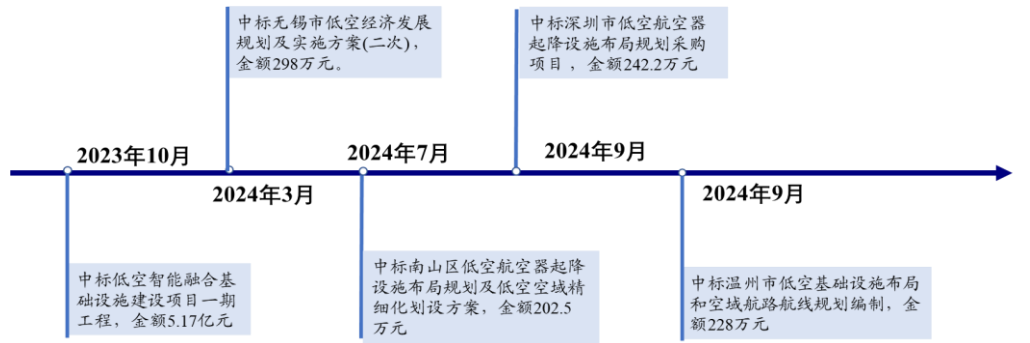 中标无锡市低空经济发展
规划及实施方案(二次)，
金额298万元。
中标深圳市低空航空器
起降设施布局规划采购
项目，金额242.2万元
2023年10月
2024年7月
2024年9月
2024年3月
2024年9月
中标低空智能融合基
础设施建设项目一期
工程，金额5.17亿元
中标南山区低空航空器起降
设施布局规划及低空空域精
细化划设方案，金额202.5
万元
中标温州市低空基础设施布局
和空域航路航线规划编制，金
额228万元